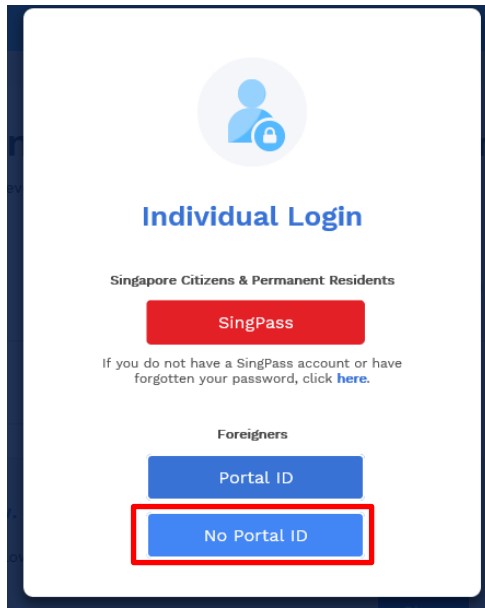 Individual Login
Singapore Citizens & Permanent Residents
SingPass
If you do not have a SingPass account or have
forgotten your password, click here.
Foreigners
Portal ID
No Portal ID